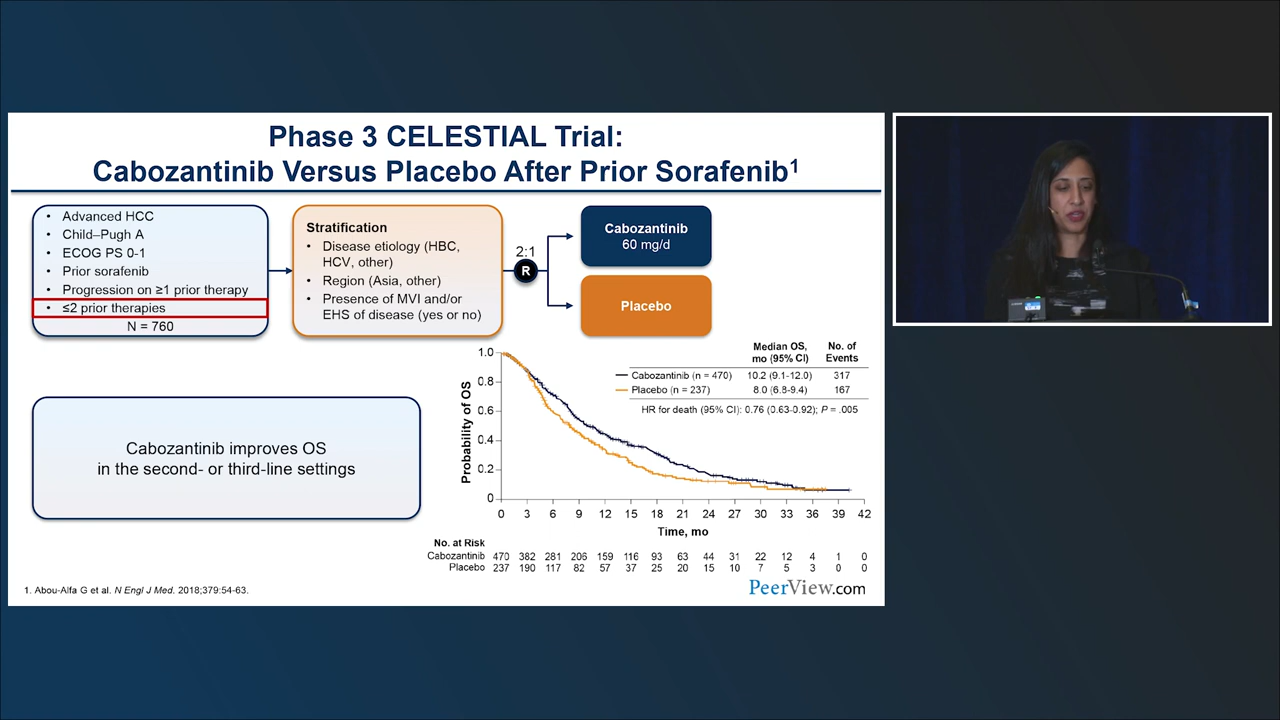 Phase 3 CELESTIAL Trial:
Cabozantinib Versus Placebo After Prior Sorafenib1
• Advanced HCC
• Child–Pugh A
• ECOG PS 0-1
• Prior sorafenib
• Progression on ≥1 prior therapy
• ≤2 prior therapies
N = 760
Stratification
• Disease etiology (HBC,
HCV, other)
• Region (Asia, other)
• Presence of MVI and/or
EHS of disease (yes or no)
2:1
R
Cabozantinib
60 mg/d
Placebo
Cabozantinib improves OS
in the second- or third-line settings
Median OS, No. of
mo (95% CI) Events
Cabozantinib (n = 470) 10.2 (9.1-12.0) 317
Placebo (n = 237) 8.0 (6.8-9.4) 167
HR for death (95% CI): 0.76 (0.63-0.92); P = .005
Probability of OS
1.0
0.8
0.6
0.4
0.2
0
0 3 6 9 12 15 18 21 24 27 30 33 36 39 42
Time, mo
No. at Risk
Cabozantinib 470 382 281 206 159 116 93 63 44 31 22 12 4 1 0
Placebo 237 190 117 82 57 37 25 20 15 10 7 5 3 0 0
1. Abou-Alfa G et al. N Engl J Med. 2018;379:54-63.
PeerView.com